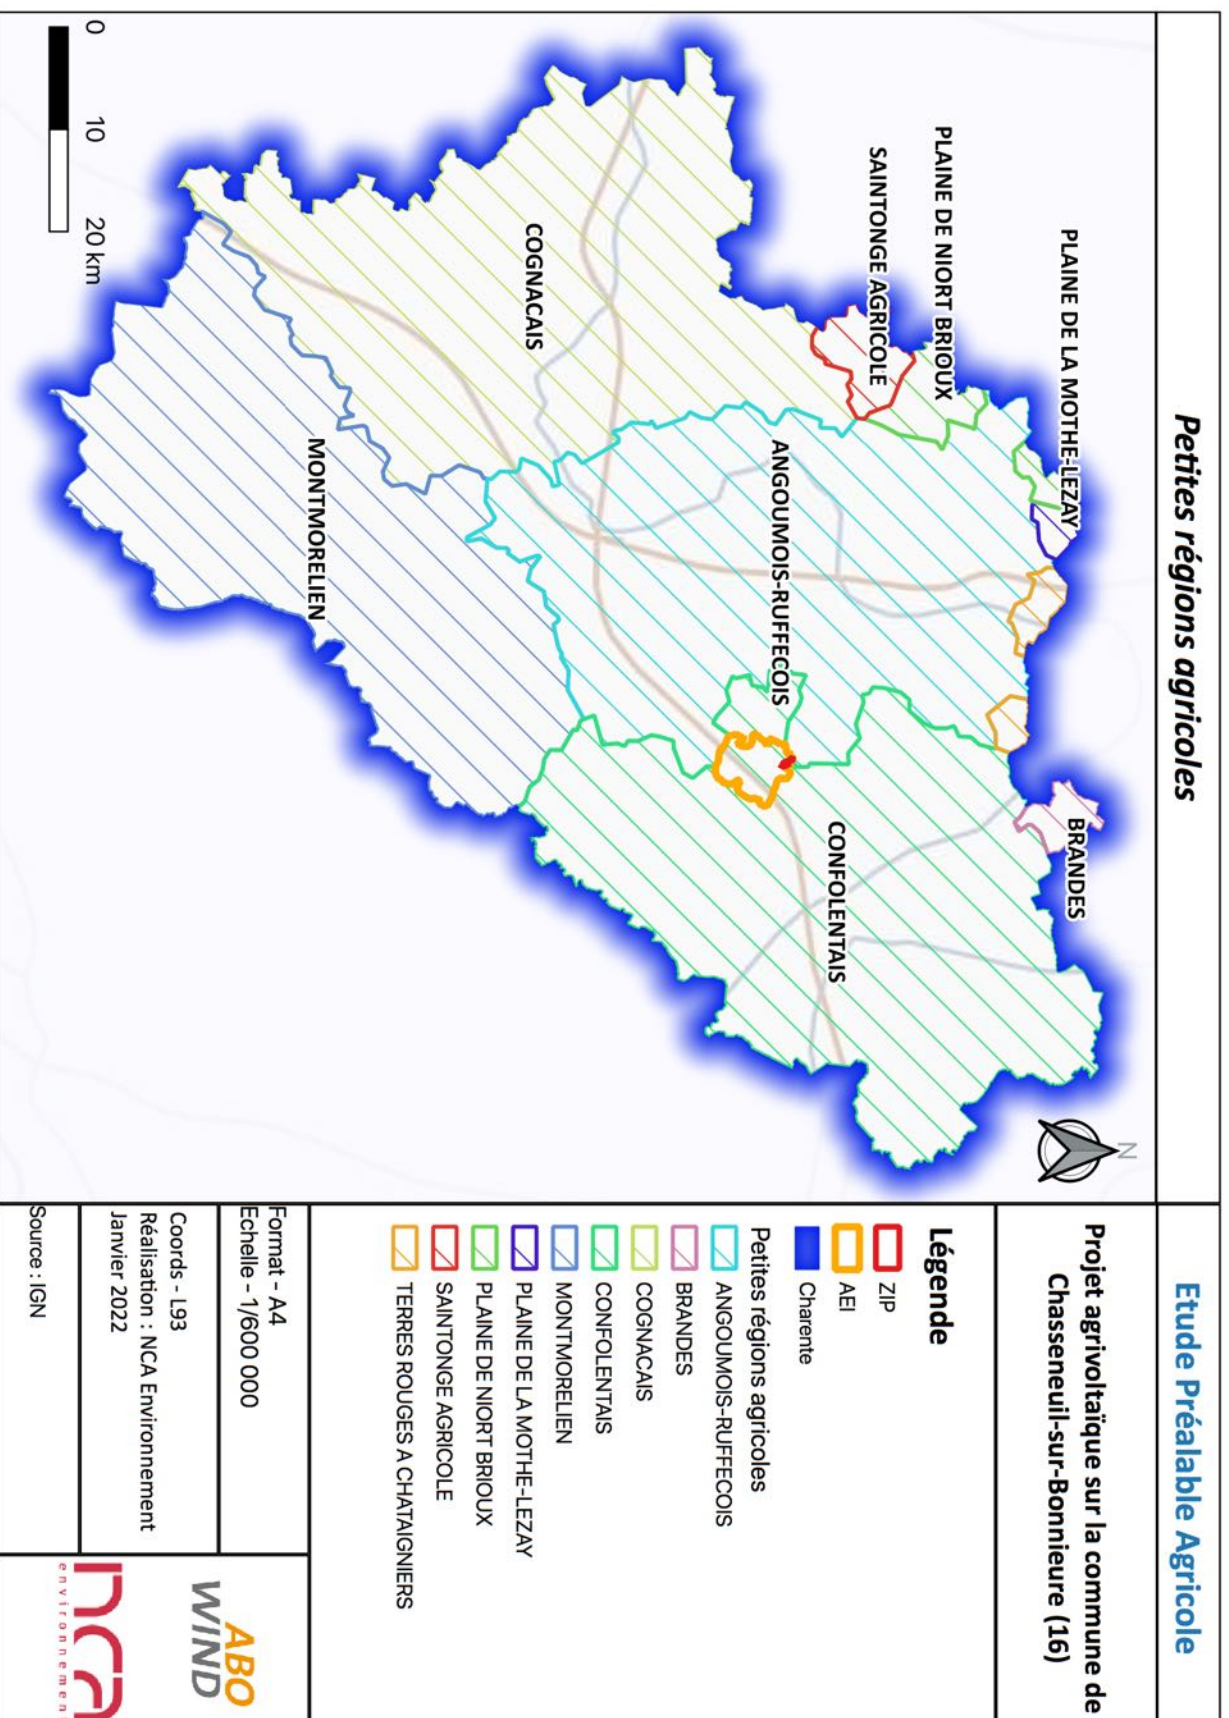 Petites régions agricoles
Etude Préalable Agricole
Projet agrivoltaïque sur la commune de
Chasseneuil-sur-Bonnieure (16)
PLAINE DE LA MOTHE-LEZAY
BRANDES
PLAINE DE NIORT BRIOUX
SAINTONGE AGRICOLE
CONFOLENTAIS
ANGOUMOIS-RUFFECOIS
COGNACAIS
MONTMORELIEN
N
0 10 20 km
Légende
ZIP
AEI
Charente
Petites régions agricoles
ANGOUMOIS-RUFFECOIS
BRANDES
COGNACAIS
CONFOLENTAIS
MONTMORELIEN
PLAINE DE LA MOTHE-LEZAY
PLAINE DE NIORT BRIOUX
SAINTONGE AGRICOLE
TERRES ROUGES A CHATAIGNIERS
Format - A4
Echelle - 1/600 000
Coords - L93
Réalisation : NCA Environnement
Janvier 2022
Source : IGN
ABO
WIND
nca
environnement